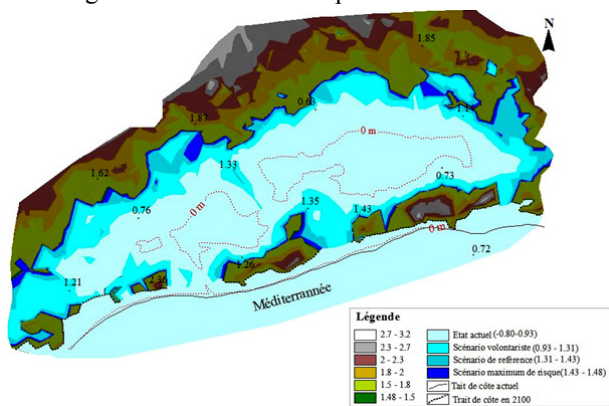 N
1.85
0.63
1.87
0 m
1.62
1.33
0.73
0.76
0 m
1.35
1.43
0 m
1.26
0.72
1.21
Méditerrannée
Légende
2.7 - 3.2
2.3 - 2.7
2 - 2.3
1.8 - 2
1.5 - 1.8
1.48 - 1.5
Etat actuel (-0.80-0.93)
Scénario volontariste (0.93 - 1.31)
Scénario de reference (1.31 - 1.43)
Scénario maximum de risque (1.43 - 1.48)
Tait de côte actuel
Trait de côte en 2100